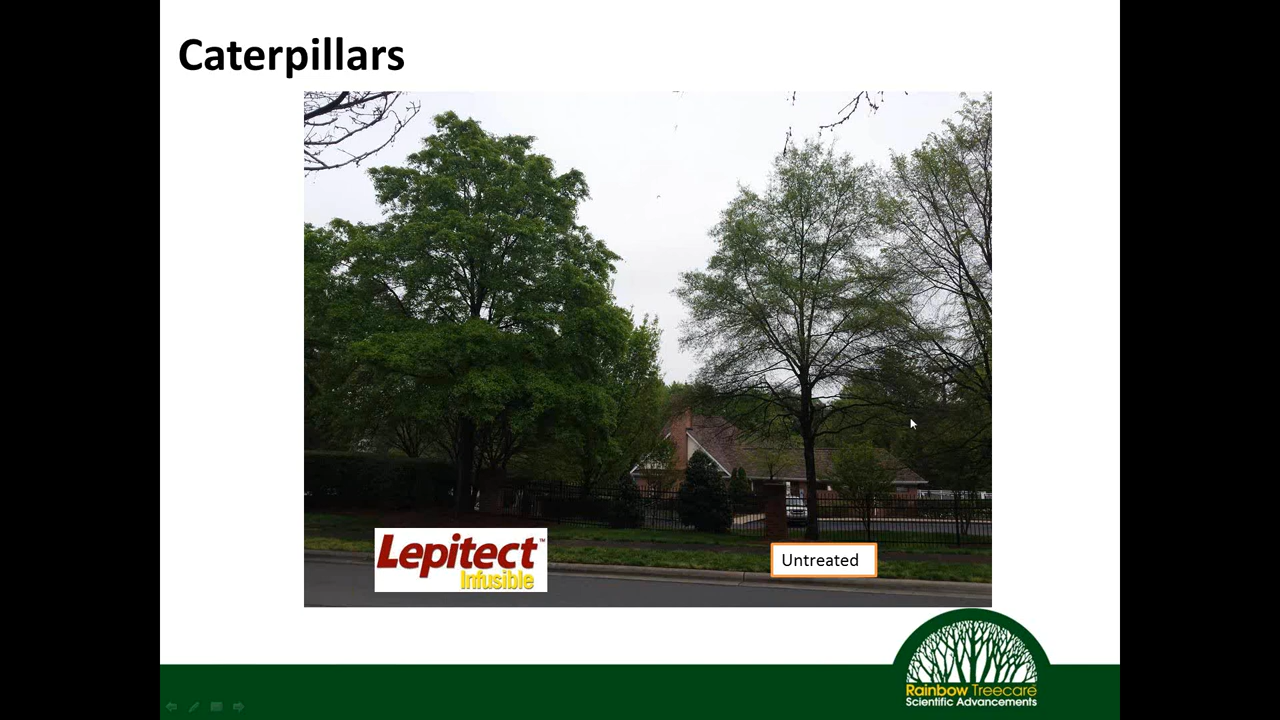 Caterpillars
Lepitect™
Infusible
Untreated
Rainbow Treecare
Scientific Advancements